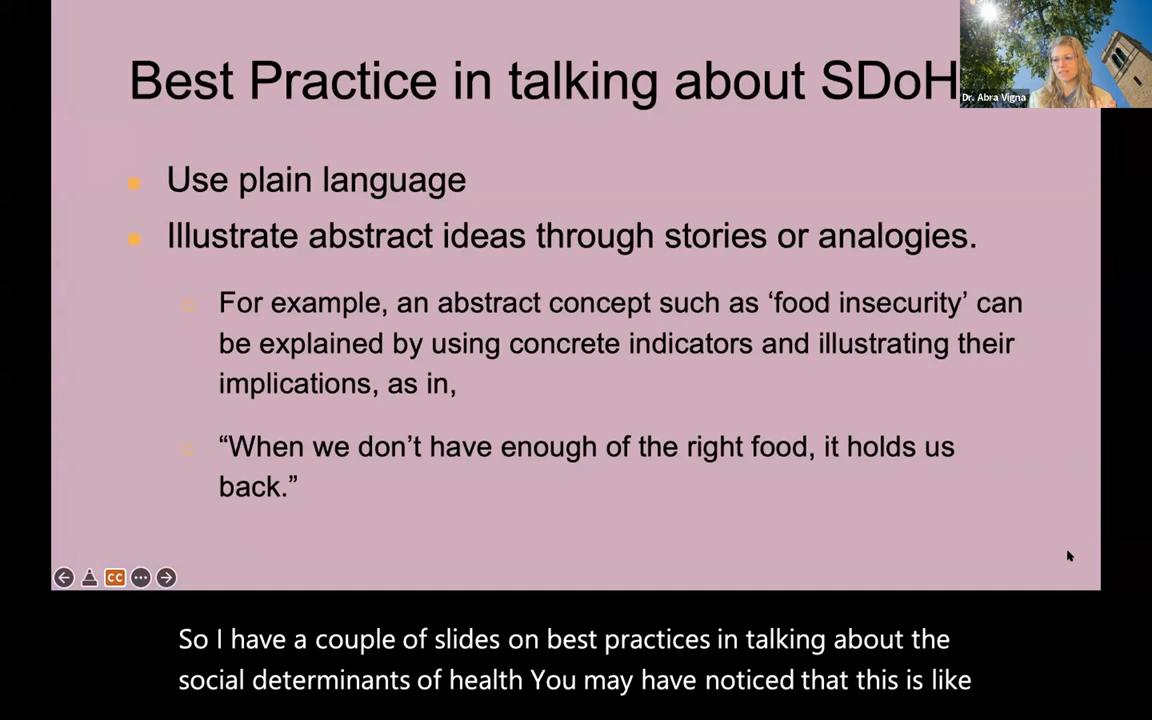 Best Practice in talking about SDoH
Dr. Abra Vigna
Use plain language
Illustrate abstract ideas through stories or analogies.
For example, an abstract concept such as ‘food insecurity’ can
be explained by using concrete indicators and illustrating their
implications, as in,
“When we don’t have enough of the right food, it holds us
back.”
CC
So I have a couple of slides on best practices in talking about the
social determinants of health You may have noticed that this is like